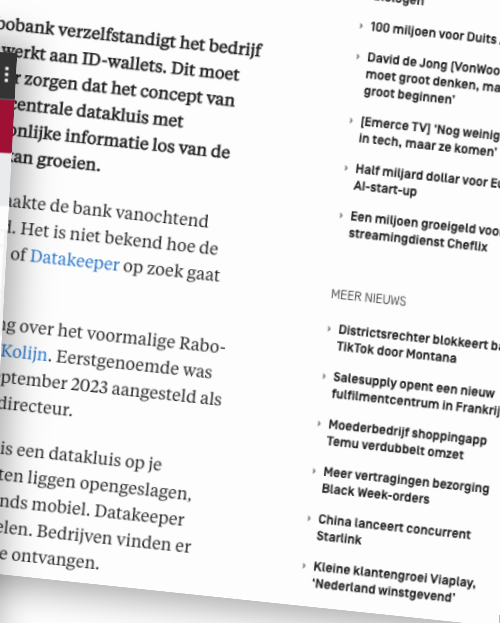 bobank verzelfstandigt het bedrijf
werkt aan ID-wallets. Dit moet
r zorgen dat het concept van
centrale datakluis met
onlijke informatie los van de
kan groeien.
aakte de bank vanochtend
d. Het is niet bekend hoe de
of Datakeeper op zoek gaat
ng over het voormalige Rabo-
Kolijn. Eerstgenoemde was
eptember 2023 aangesteld als
directeur.
is een datakluis op je
ten liggen opengeslagen,
nds mobiel. Datakeeper
elen. Bedrijven vinden er
e ontvangen.
100 miljoen voor Duits
David de Jong (VonWoo
moet groot denken, ma
groot beginnen'
[Emerce TV] 'Nog weinig
in tech, maar ze komen'
Half miljard dollar voor Eu
AI-start-up
Een miljoen groeigeld voo
streamingdienst Cheflix
MEER NIEUWS
Districtsrechter blokkeert ba
TikTok door Montana
Salesupply opent een nieuw
fulfilmentcentrum in Frankrij
Moederbedrijf shoppingapp
Temu verdubbelt omzet
Meer vertragingen bezorging
Black Week-orders
China lanceert concurrent
Starlink
Kleine klantengroei Viaplay,
'Nederland winstgevend'